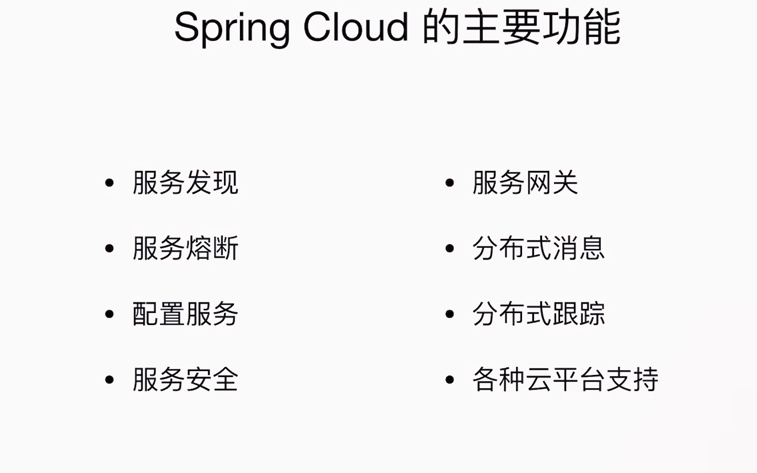 Spring Cloud 的主要功能
• 服务发现
• 服务熔断
• 配置服务
• 服务安全
• 服务网关
• 分布式消息
• 分布式跟踪
• 各种云平台支持